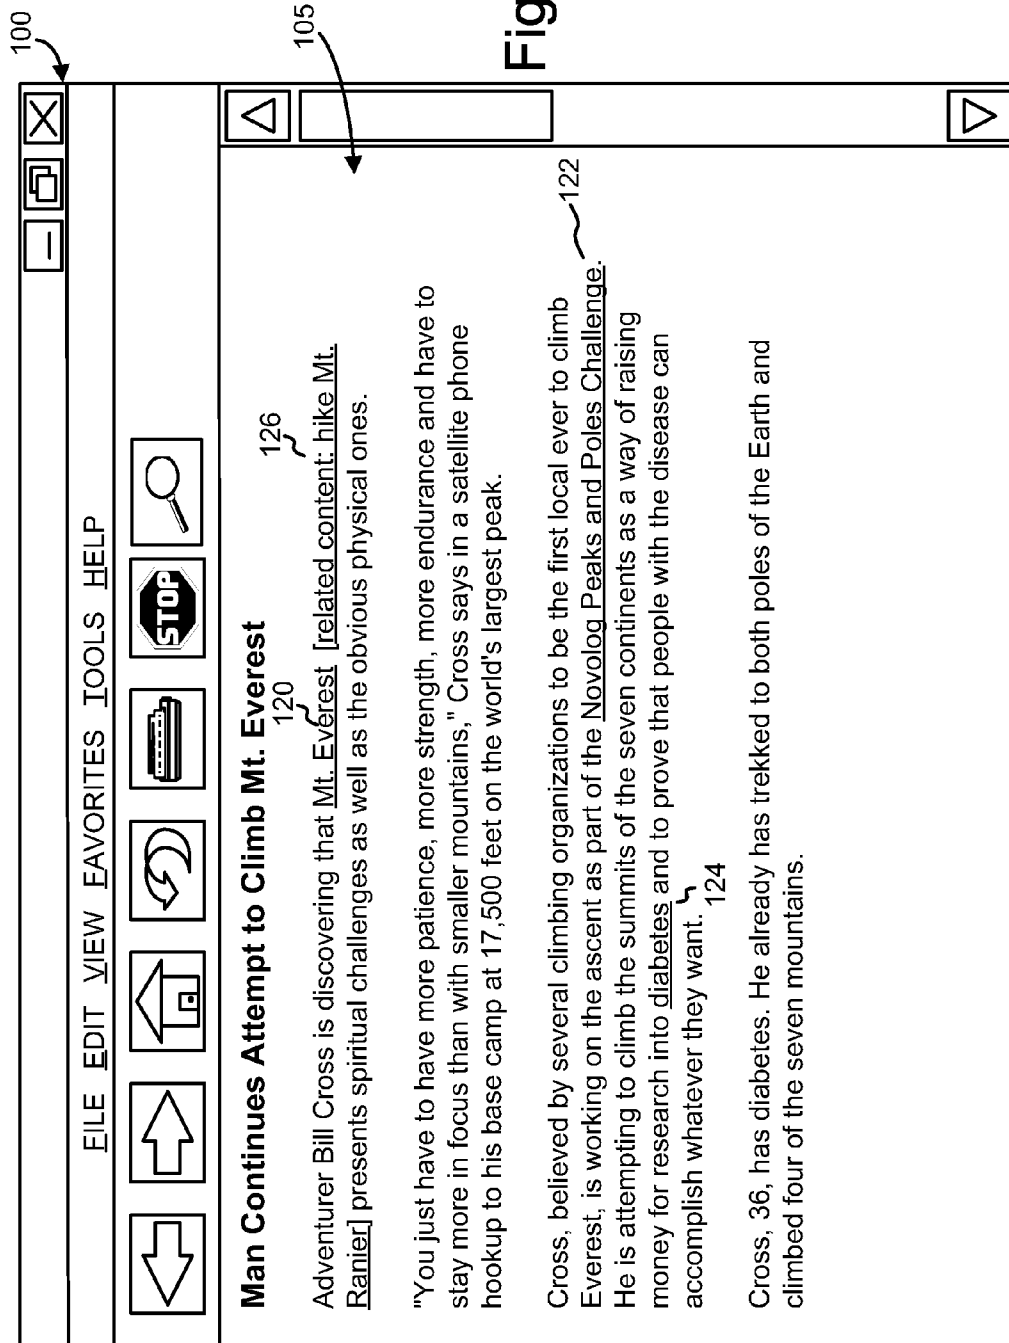 100
FILE EDIT VIEW FAVORITES TOOLS HELP
STOP
105
Man Continues Attempt to Climb Mt. Everest
120
126
Adventurer Bill Cross is discovering that Mt. Everest [related content: hike Mt.
Ranier] presents spiritual challenges as well as the obvious physical ones.
"You just have to have more patience, more strength, more endurance and have to
stay more in focus than with smaller mountains," Cross says in a satellite phone
hookup to his base camp at 17,500 feet on the world's largest peak.
Cross, believed by several climbing organizations to be the first local ever to climb
122
Everest, is working on the ascent as part of the Novolog Peaks and Poles Challenge.
He is attempting to climb the summits of the seven continents as a way of raising
money for research into diabetes and to prove that people with the disease can
accomplish whatever they want.
124
Cross, 36, has diabetes. He already has trekked to both poles of the Earth and
climbed four of the seven mountains.
Fig